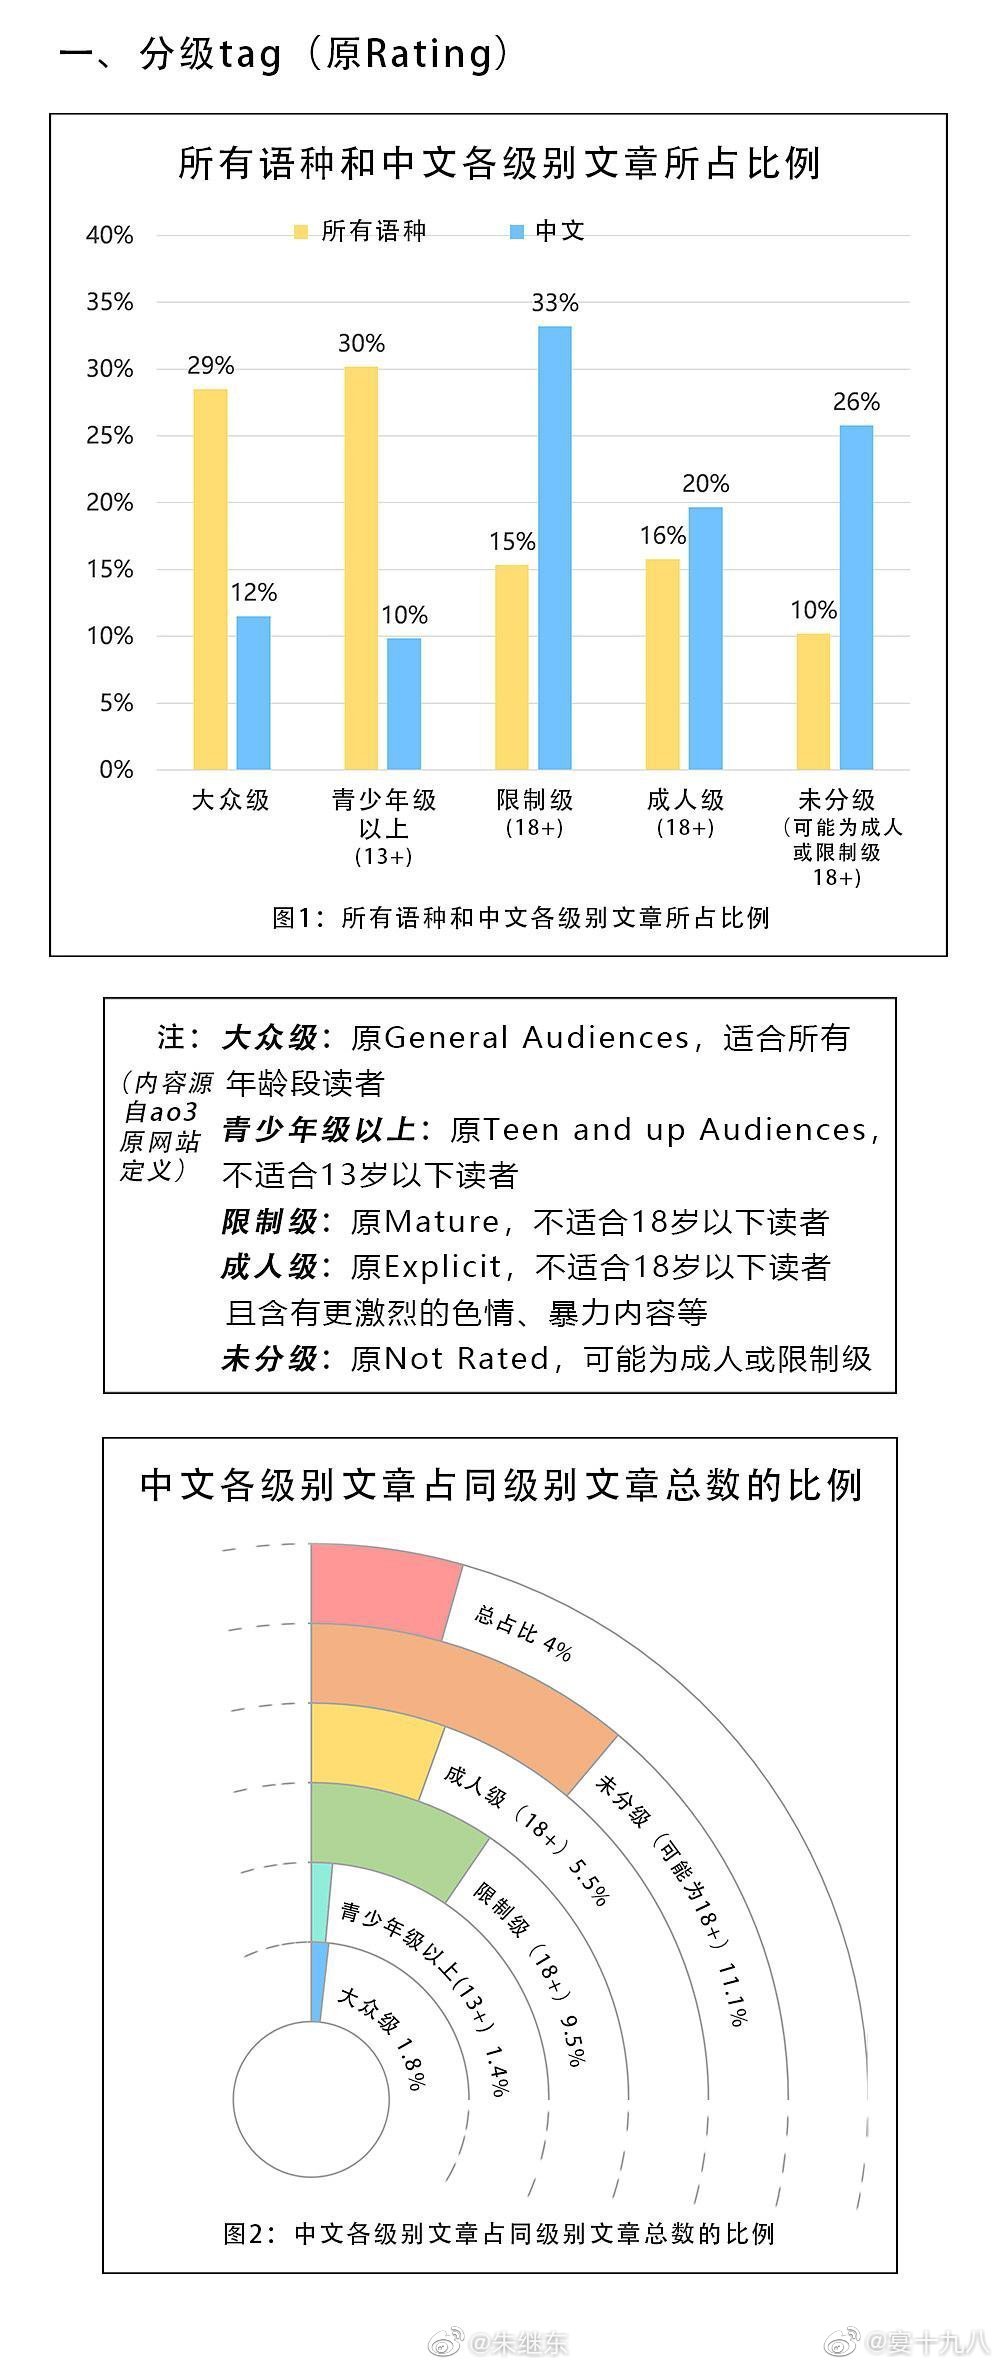 一、分级tag（原Rating）
所有语种和中文各级别文章所占比例
所有语种 中文
40%
35%
30%
25%
20%
15%
10%
5%
0%
29%
12%
30%
10%
15%
33%
16%
20%
10%
26%
大众级
青少年级
以上
(13+)
限制级
(18+)
成人级
(18+)
未分级
(可能为成人
或限制级
18+)
图1：所有语种和中文各级别文章所占比例
注：
（内容源
自ao3
原网站
定义）
大众级：原General Audiences，适合所有
年龄段读者
青少年级以上：原Teen and up Audiences，
不适合13岁以下读者
限制级：原Mature，不适合18岁以下读者
成人级：原Explicit，不适合18岁以下读者
且含有更激烈的色情、暴力内容等
未分级：原Not Rated，可能为成人或限制级
中文各级别文章占同级别文章总数的比例
总占比 4%
未分级（可能为18+）11.1%
成人级（18+）5.5%
限制级（18+）9.5%
青少年级以上(13+）1.4%
大众级 1.8%
图2：中文各级别文章占同级别文章总数的比例
@朱继东
@宴十九八